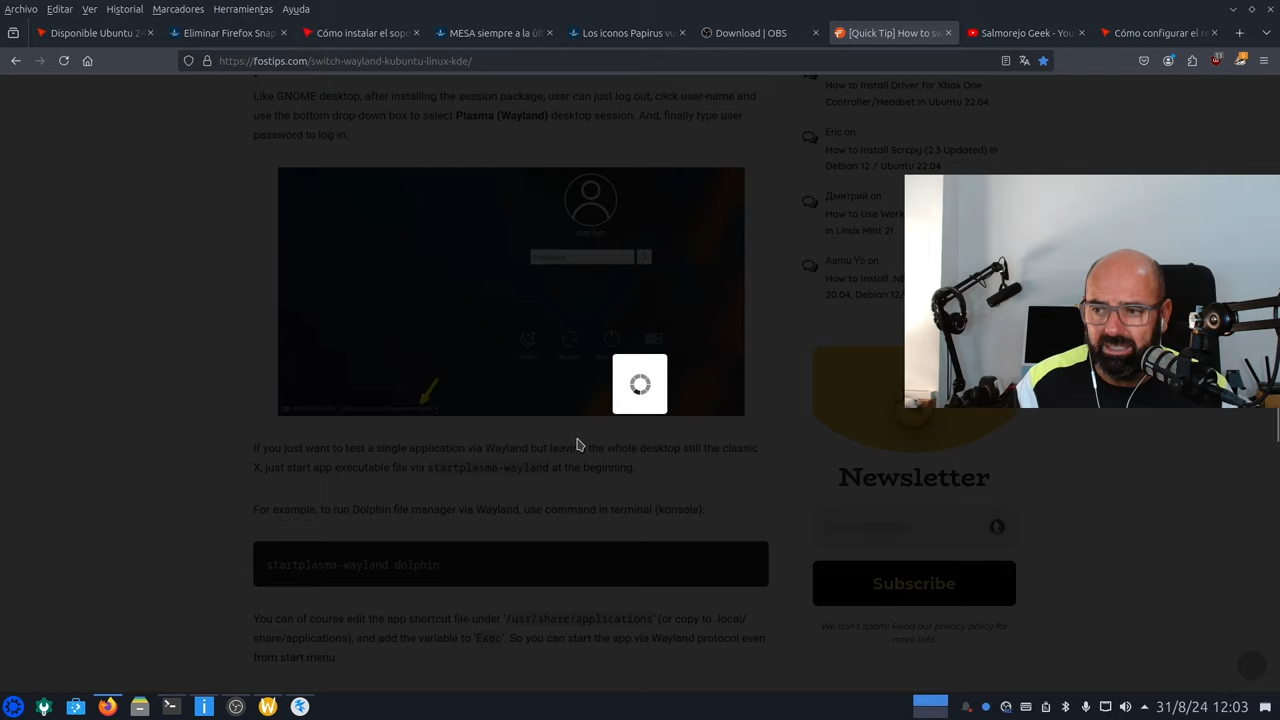 Archivo Editar Ver Historial Marcadores Herramientas Ayuda
Disponible Ubuntu 24
Eliminar Firefox Snap
Cómo instalar el sopo
MESA siempre a la últ
Los iconos Papirus vu
Download | OBS
[Quick Tip] How to sw
Salmorejo Geek - You
Cómo configurar el re
https://fostips.com/switch-wayland-kubuntu-linux-kde/
Like GNOME desktop, after installing the session package, user can just log out, click user-name and
use the bottom drop-down box to select Plasma (Wayland) desktop session. And, finally type user
password to log in:
merilyn
If you just want to test a single application via Wayland but leaving the whole desktop still the classic
X, just start app executable file via startplasma-wayland at the beginning.
For example, to run Dolphin file manager via Wayland, use command in terminal (konsole):
startplasma-wayland dolphin
You can of course edit the app shortcut file under '/usr/share/applications' (or copy to .local/
share/applications), and add the variable to 'Exec'. So you can start the app via Wayland protocol even
from start menu.
How to Install Driver for Xbox One
Controller/Headset in Ubuntu 22.04
Eric on
How to Install Scrcpy (2.3 Updated) in
Debian 12 / Ubuntu 22.04
Дмитрий on
How to Use Work
in Linux Mint 21
Aamu Yö on
How to Install .NE
20.04, Debian 12/
Newsletter
Subscribe
We don't spam! Read our privacy policy for
more info.
31/8/24 12:03